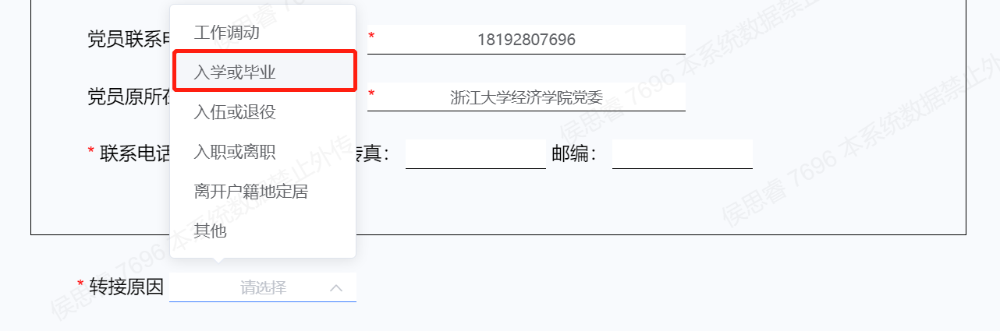 工作调动
党员联系电 * 18192807696
入学或毕业
党员原所在 * 浙江大学经济学院党委
入伍或退役
* 联系电话 入职或离职 传真： 邮编：
离开户籍地定居
其他
* 转接原因 请选择
侯思睿 7696 本系统数据禁止外传
侯思睿 7696 本系统数据禁止外
侯思睿 7696 本系统数据禁止外